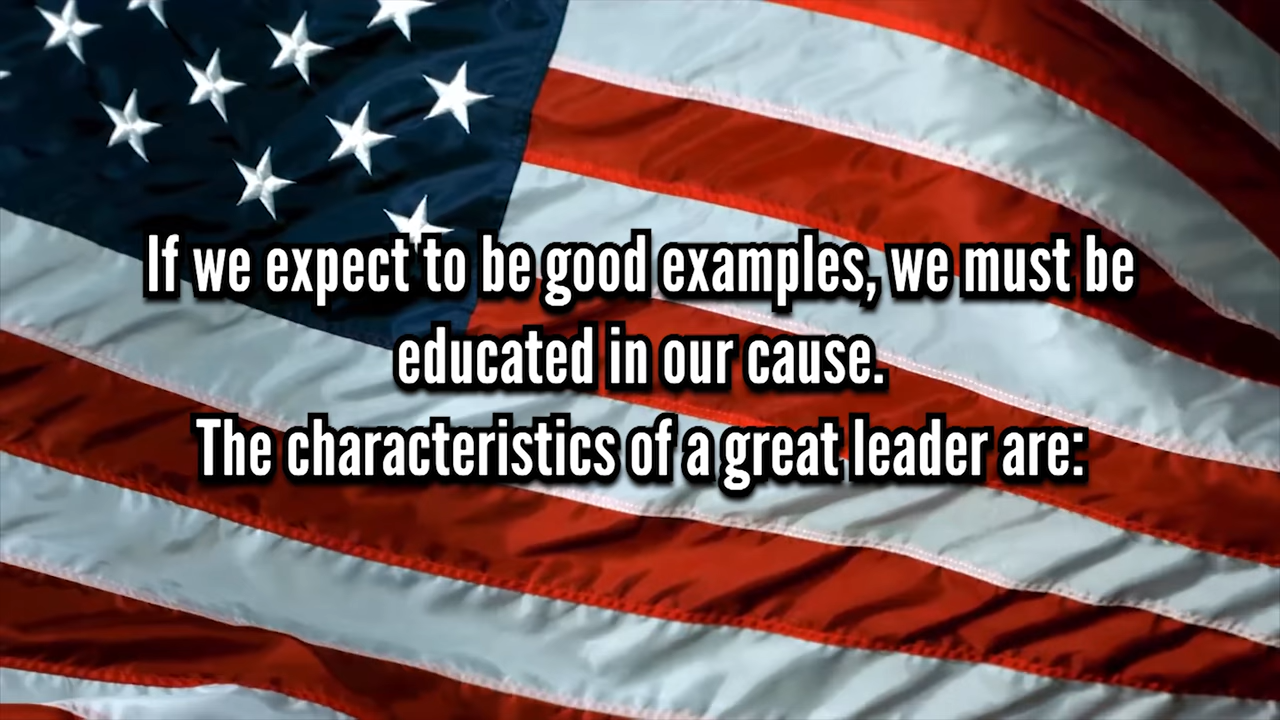 If we expect to be good examples, we must be
educated in our cause.
The characteristics of a great leader are: